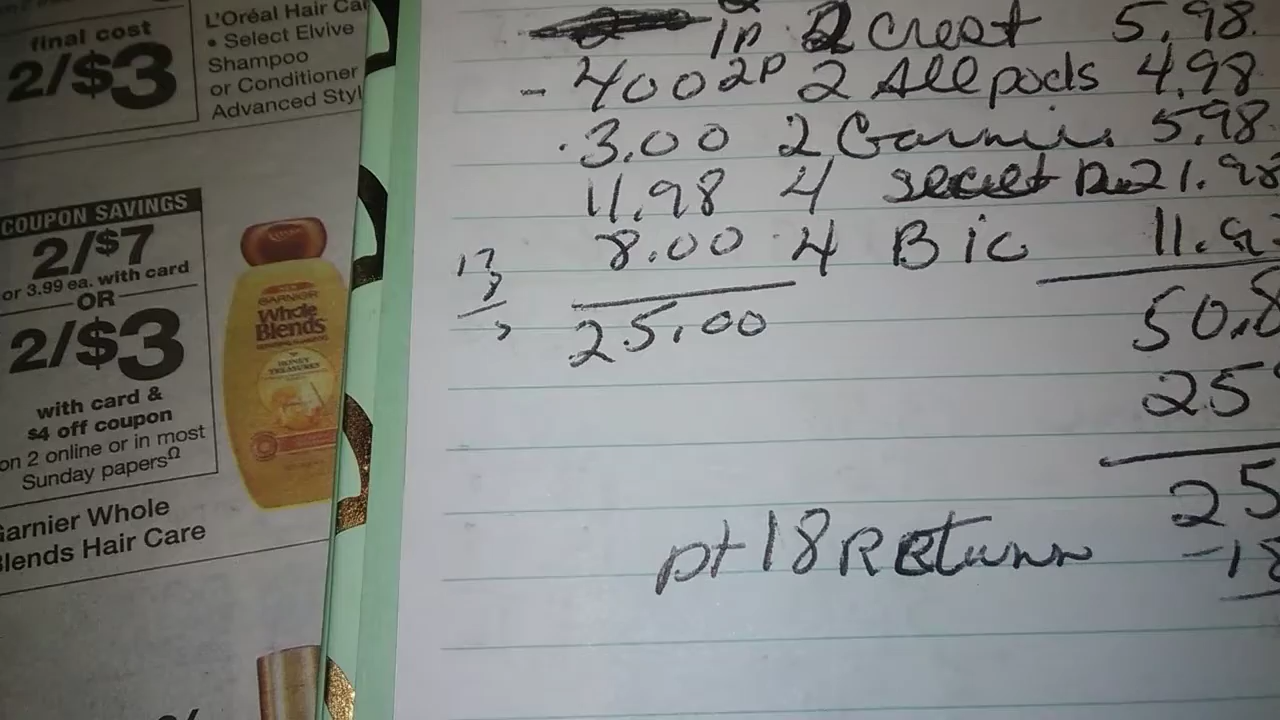 final cost
2/$3
L'Oréal Hair Ca
• Select Elvive
Shampoo
or Conditioner
Advanced Styl
COUPON SAVINGS
2/$7
or 3.99 ea. with card
OR
2/$3
with card &
$4 off coupon
on 2 online or in most
Sunday papersΩ
Garnier Whole
Blends Hair Care
GARNIER
Whole
Blends
HONEY
TREASURES
1P 2 Crest 5.98
- 400 2P 2 All pods 4.98
.3.00 2 Garnier 5.98
11.98 4 secret 21.98
8.00 4 Bic 11.9
25.00
50.8
25
25
pt 18 Return -18